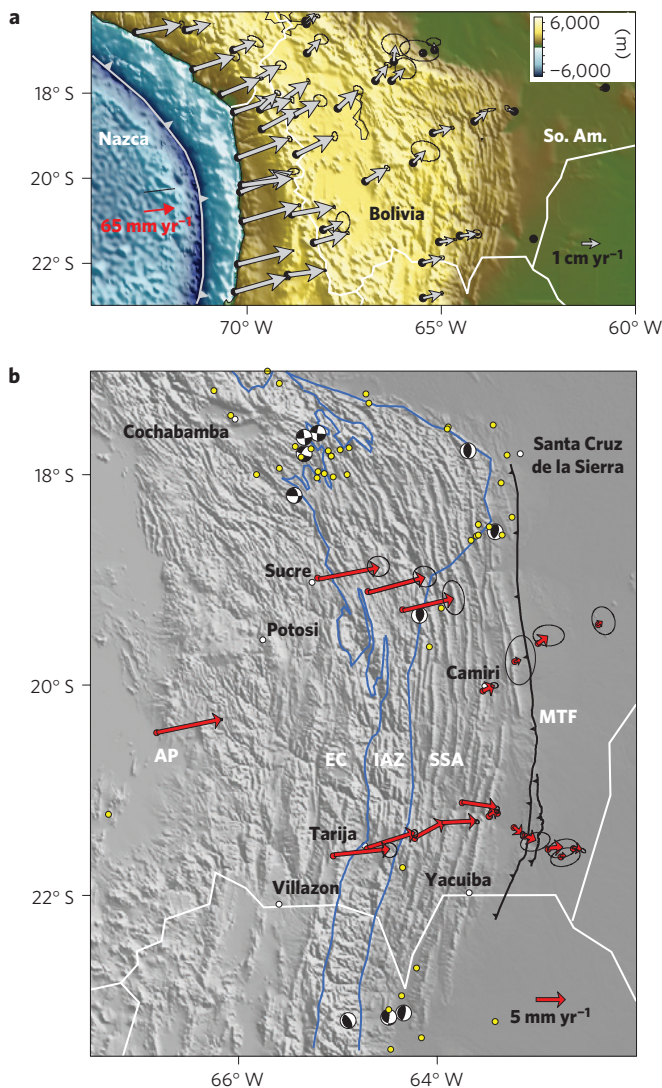 a
6,000
(m)
−6,000
18° S
Nazca
So. Am.
20° S
65 mm yr⁻¹
Bolivia
1 cm yr⁻¹
22° S
70° W
65° W
60° W
b
Cochabamba
Santa Cruz
de la Sierra
18° S
Sucre
Potosi
Camiri
20° S
MTF
AP
EC
IAZ
SSA
Tarija
Villazon
Yacuiba
22° S
5 mm yr⁻¹
66° W
64° W